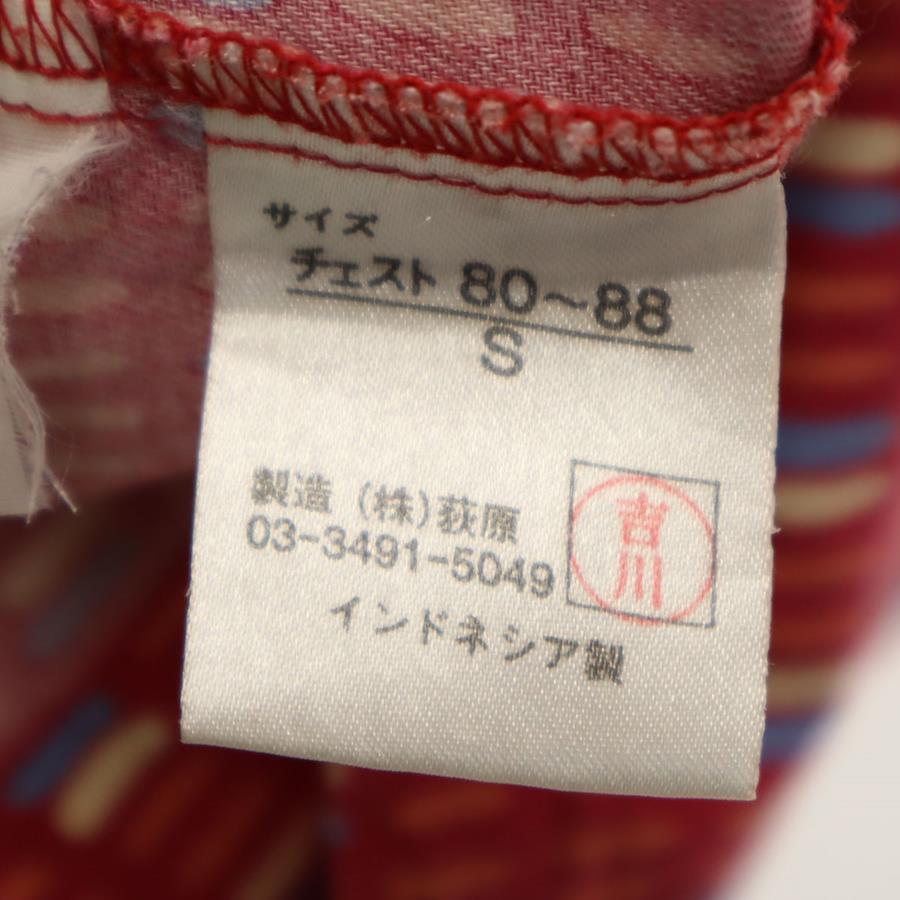 サイズ
チェスト 80～88
S
製造 (株)荻原
03-3491-5049
吉川
インドネシア製